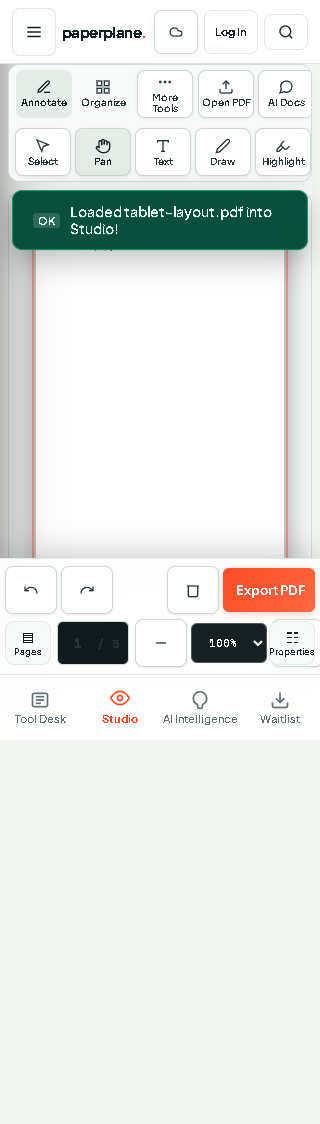 paperplane.
Log In
Annotate
Organize
More
Tools
Open PDF
AI Docs
Select
Pan
Text
Draw
Highlight
OK
Loaded tablet-layout.pdf into
Studio!
Export PDF
Pages
1 / 5
100%
Properties
Tool Desk
Studio
AI Intelligence
Waitlist